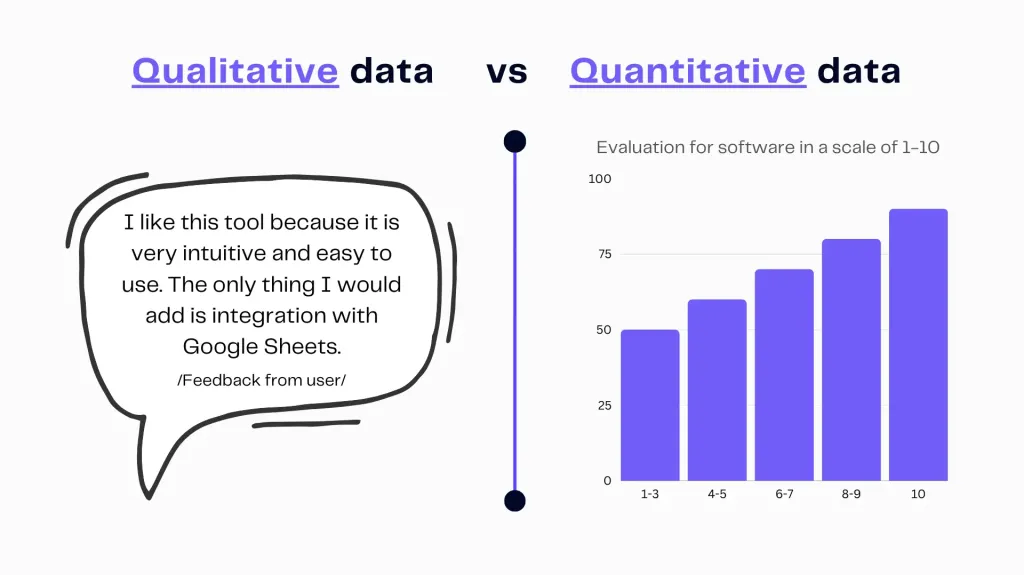 Qualitative data vs Quantitative data
I like this tool because it is
very intuitive and easy to
use. The only thing I would
add is integration with
Google Sheets.
/Feedback from user/
Evaluation for software in a scale of 1-10
100
75
50
25
0
1-3 4-5 6-7 8-9 10